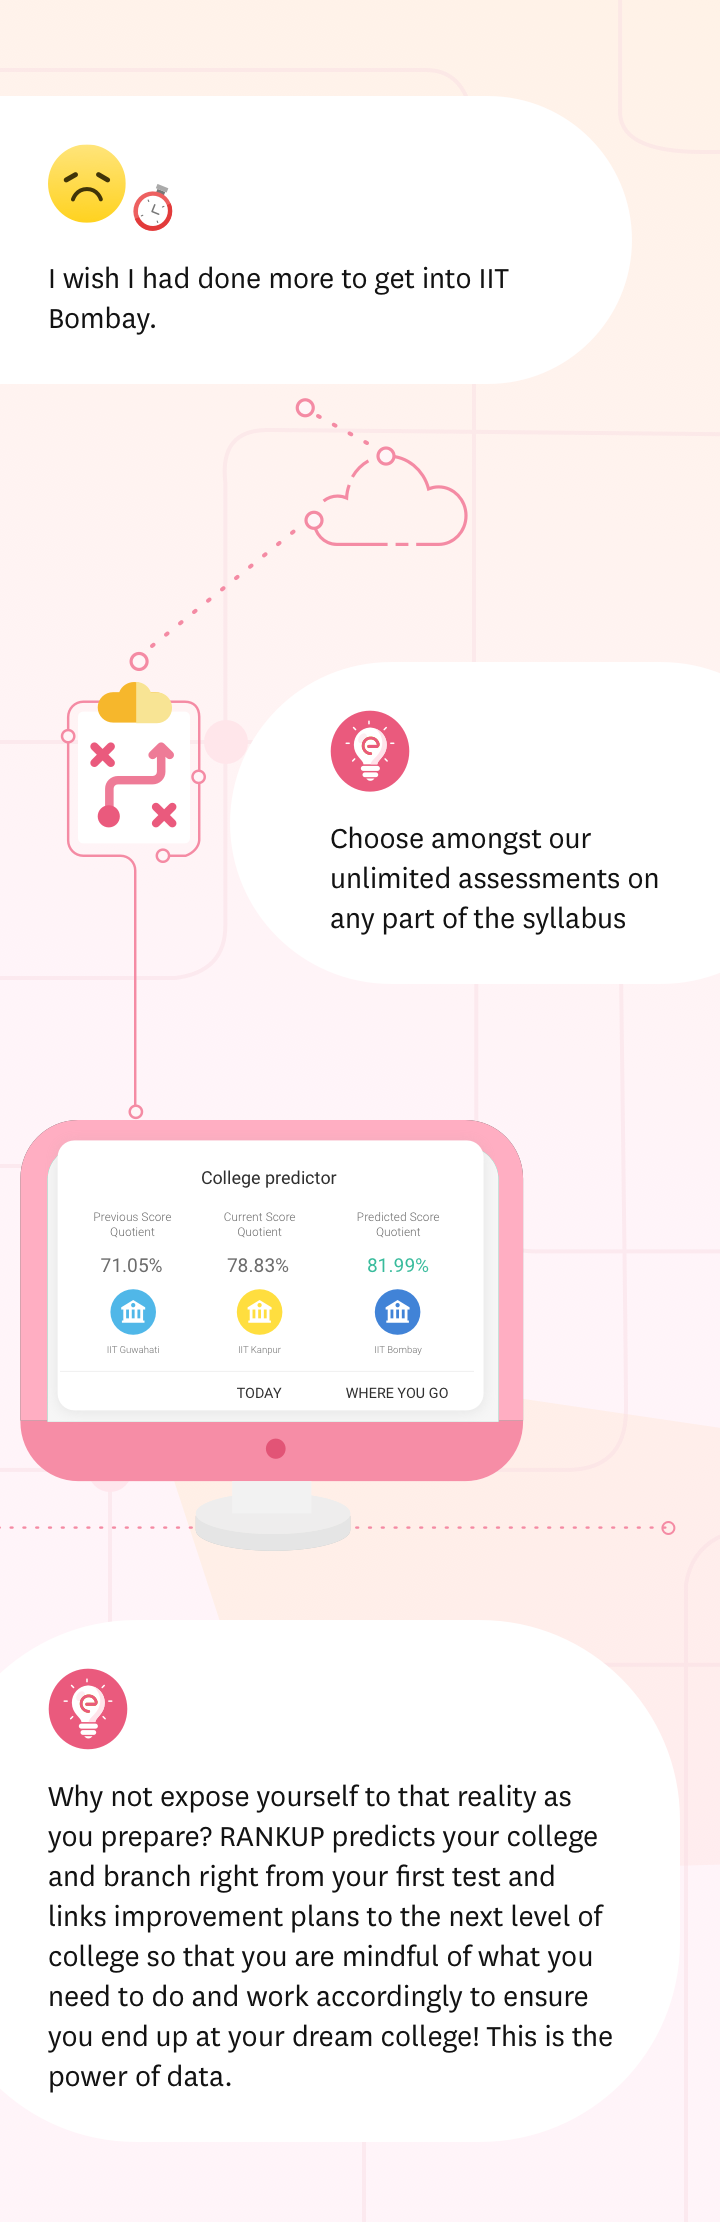 I wish I had done more to get into IIT
Bombay.
e
Choose amongst our
unlimited assessments on
any part of the syllabus
College predictor
Previous Score Quotient
Current Score Quotient
Predicted Score Quotient
71.05% 78.83% 81.99%
IIT Guwahati IIT Kanpur IIT Bombay
TODAY WHERE YOU GO
e
Why not expose yourself to that reality as
you prepare? RANKUP predicts your college
and branch right from your first test and
links improvement plans to the next level of
college so that you are mindful of what you
need to do and work accordingly to ensure
you end up at your dream college! This is the
power of data.